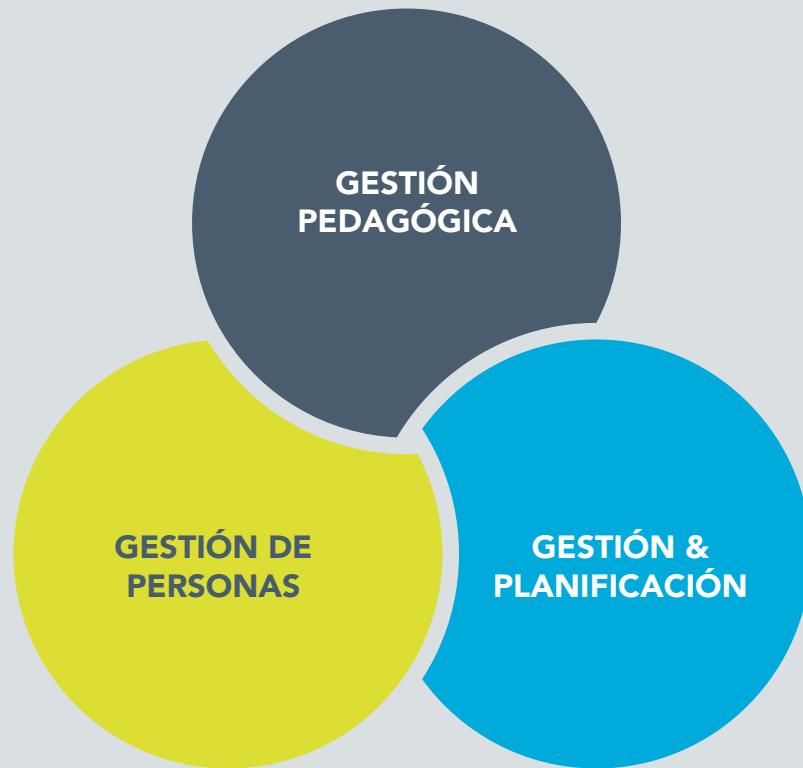 GESTIÓN
PEDAGÓGICA
GESTIÓN DE
PERSONAS
GESTIÓN &
PLANIFICACIÓN